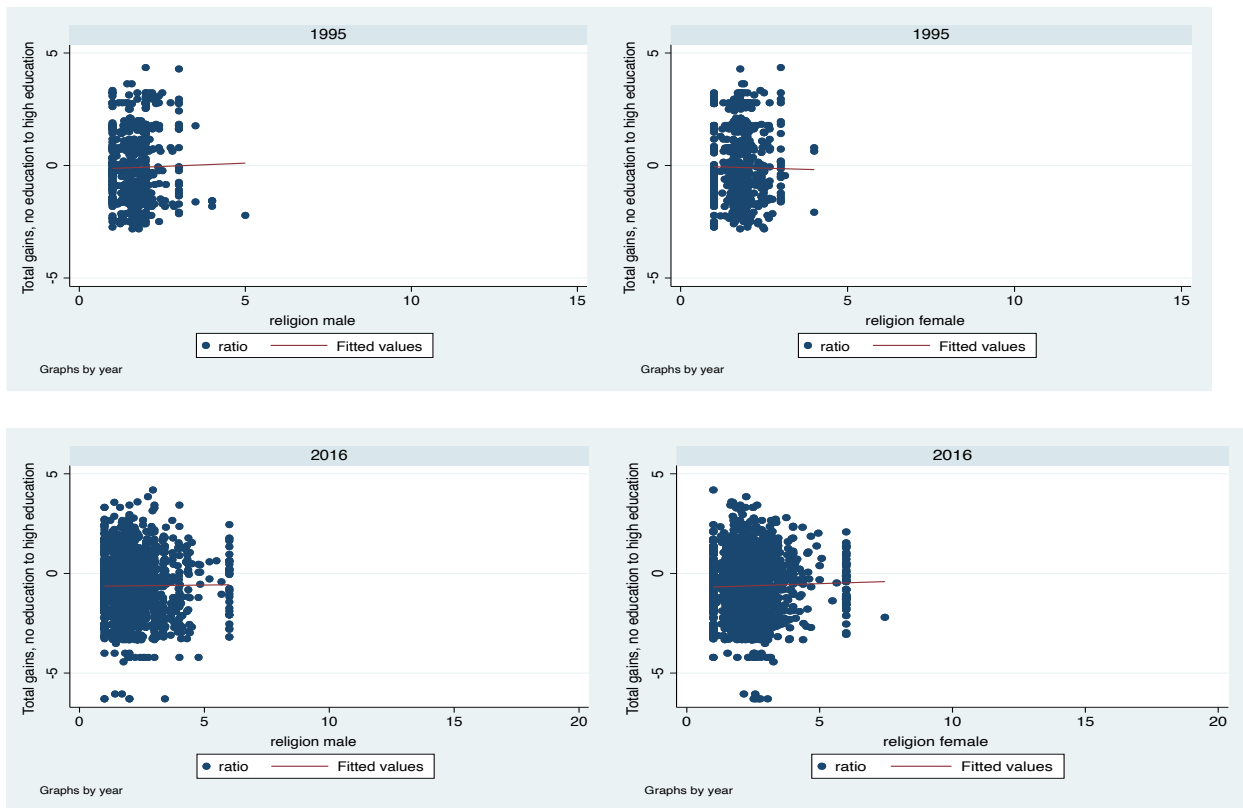 1995
Total gains, no education to high education
5
0
-5
0 5 10 15
religion male
ratio Fitted values
Graphs by year
1995
Total gains, no education to high education
5
0
-5
0 5 10 15
religion female
ratio Fitted values
Graphs by year
2016
Total gains, no education to high education
5
0
-5
0 5 10 15 20
religion male
ratio Fitted values
Graphs by year
2016
Total gains, no education to high education
5
0
-5
0 5 10 15 20
religion female
ratio Fitted values
Graphs by year